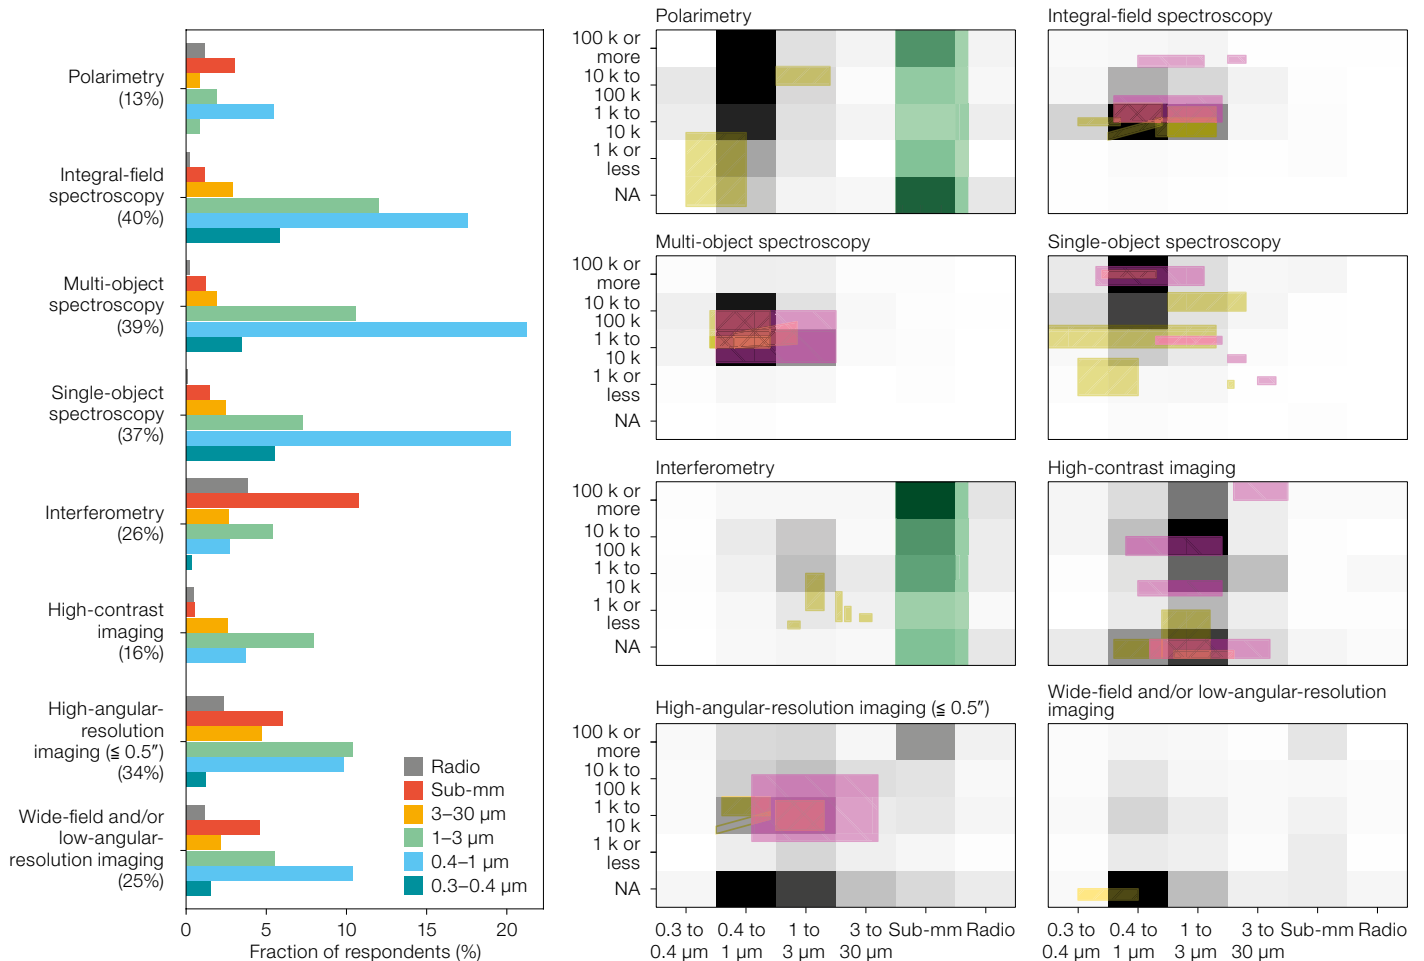 Polarimetry
(13%)
Integral-field
spectroscopy
(40%)
Multi-object
spectroscopy
(39%)
Single-object
spectroscopy
(37%)
Interferometry
(26%)
High-contrast
imaging
(16%)
High-angular-
resolution
imaging (≦ 0.5″)
(34%)
Wide-field and/or
low-angular-
resolution imaging
(25%)
Radio
Sub-mm
3–30 µm
1–3 µm
0.4–1 µm
0.3–0.4 µm
0 5 10 15 20
Fraction of respondents (%)
Polarimetry
100 k or
more
10 k to
100 k
1 k to
10 k
1 k or
less
NA
Integral-field spectroscopy
Multi-object spectroscopy
100 k or
more
10 k to
100 k
1 k to
10 k
1 k or
less
NA
Single-object spectroscopy
Interferometry
100 k or
more
10 k to
100 k
1 k to
10 k
1 k or
less
NA
High-contrast imaging
High-angular-resolution imaging (≦ 0.5″)
100 k or
more
10 k to
100 k
1 k to
10 k
1 k or
less
NA
0.3 to 0.4 to 1 to 3 to Sub-mm Radio
0.4 µm 1 µm 3 µm 30 µm
Wide-field and/or low-angular-resolution
imaging
0.3 to 0.4 to 1 to 3 to Sub-mm Radio
0.4 µm 1 µm 3 µm 30 µm